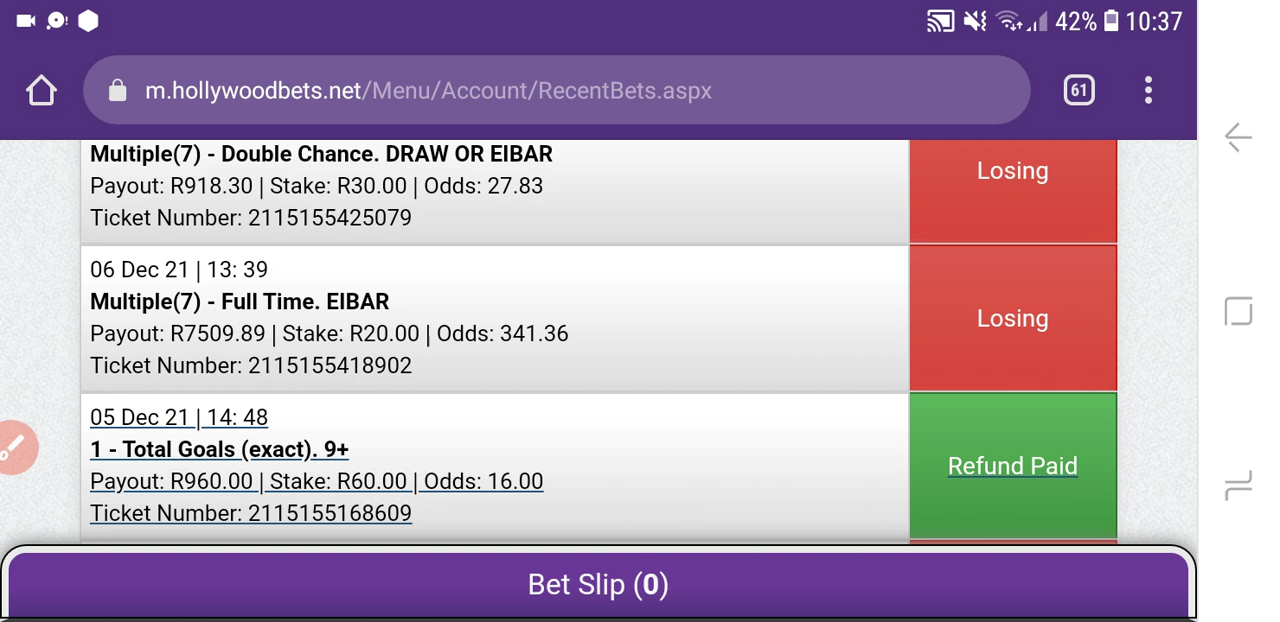 42% 10:37
m.hollywoodbets.net/Menu/Account/RecentBets.aspx
61
Multiple(7) - Double Chance. DRAW OR EIBAR
Payout: R918.30 | Stake: R30.00 | Odds: 27.83
Ticket Number: 2115155425079
Losing
06 Dec 21 | 13: 39
Multiple(7) - Full Time. EIBAR
Payout: R7509.89 | Stake: R20.00 | Odds: 341.36
Ticket Number: 2115155418902
Losing
05 Dec 21 | 14: 48
1 - Total Goals (exact). 9+
Payout: R960.00 | Stake: R60.00 | Odds: 16.00
Ticket Number: 2115155168609
Refund Paid
Bet Slip (0)